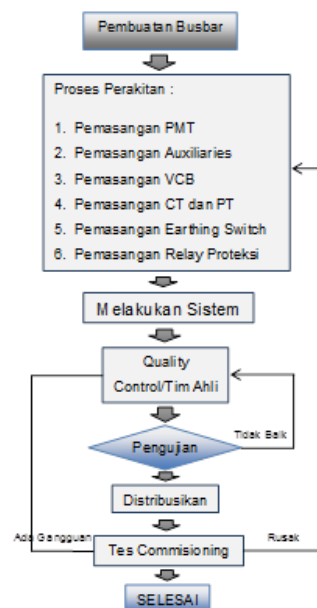 Pembuatan Busbar
Proses Perakitan :
1. Pemasangan PMT
2. Pemasangan Auxiliaries
3. Pemasangan VCB
4. Pemasangan CT dan PT
5. Pemasangan Earthing Switch
6. Pemasangan Relay Proteksi
Melakukan Sistem
Quality
Control/Tim Ahli
Tidak Baik
Pengujian
Distribusikan
Ada Gangguan
Tes Commisioning
Rusak
SELESAI